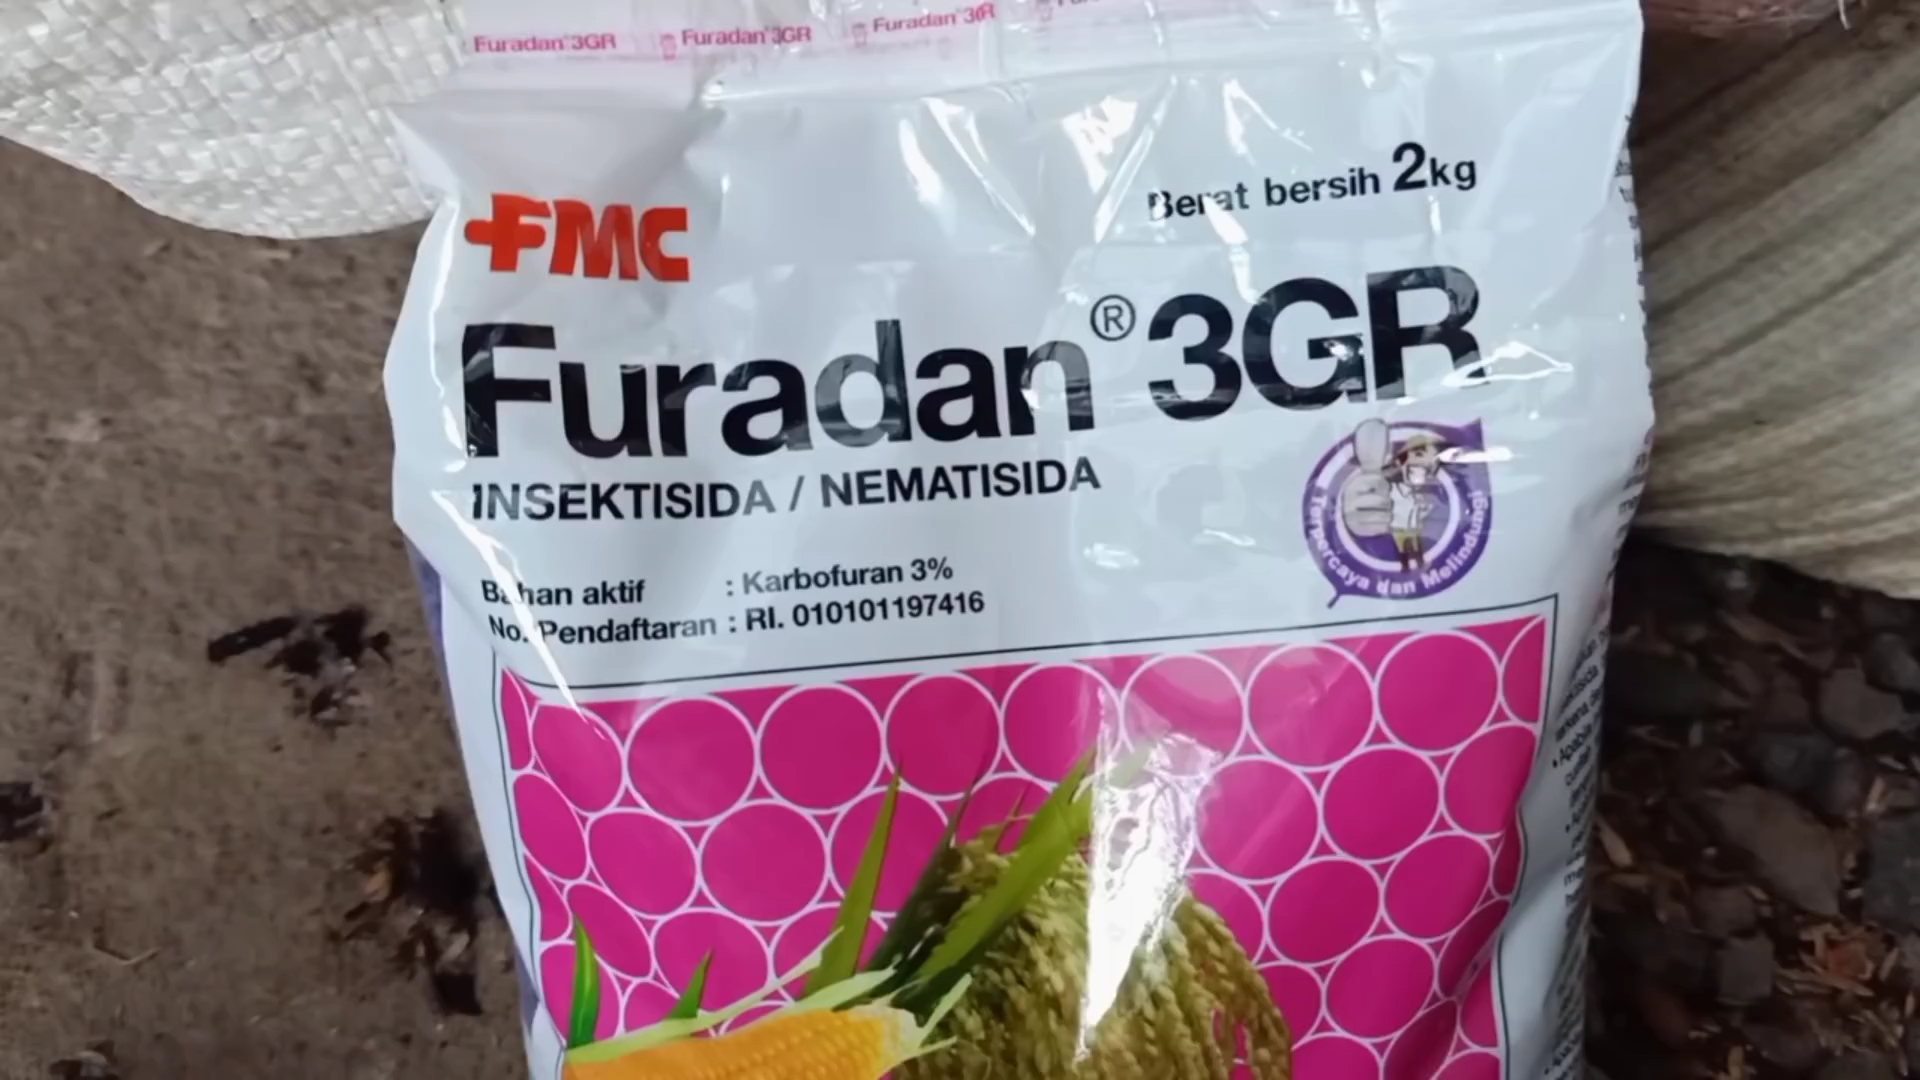 Furadan®3GR Furadan®3GR Furadan®3GR
FMC
Berat bersih 2kg
Furadan®3GR
INSEKTISIDA / NEMATISIDA
Terpercaya dan Melindungi
Bahan aktif : Karbofuran 3%
No. Pendaftaran : RI. 010101197416